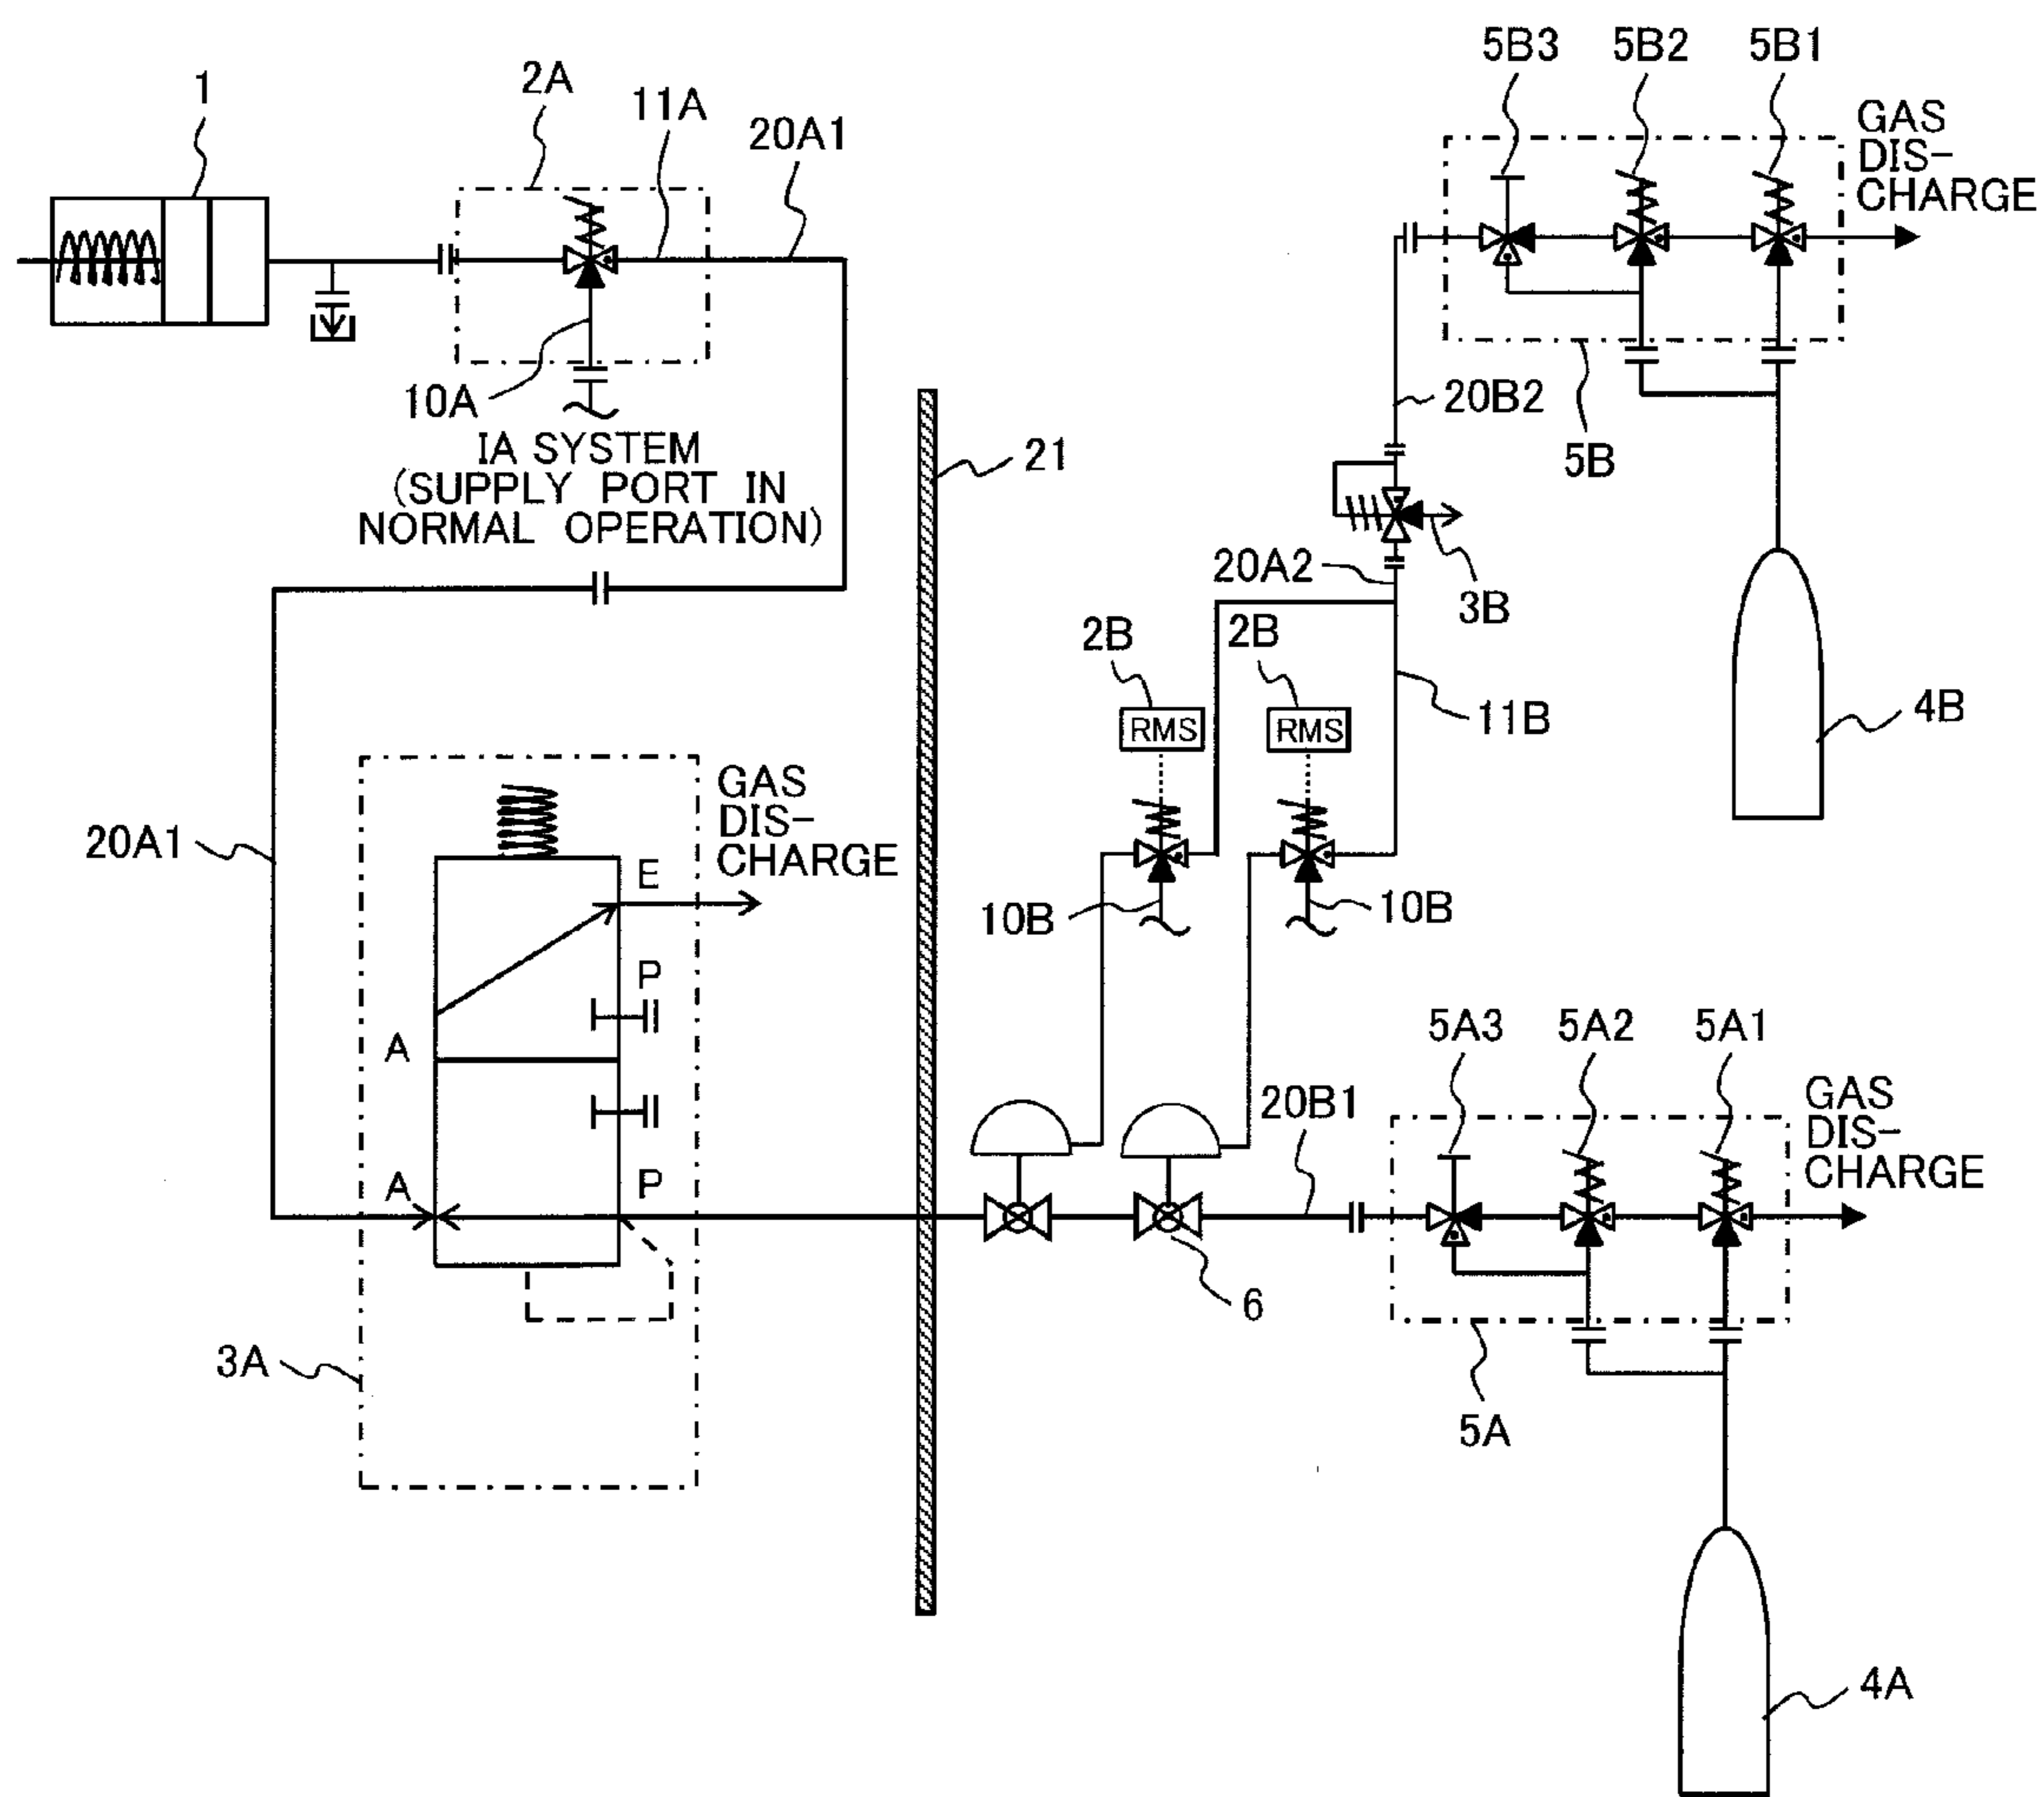 5B3 5B2 5B1
1 2A 11A 20A1
GAS
DIS-
CHARGE
10A
IA SYSTEM
(SUPPLY PORT IN
NORMAL OPERATION)
21
20B2
5B
20A2
3B
2B 2B
RMS RMS
11B
4B
GAS
DIS-
CHARGE
20A1
E
10B 10B
P
A
5A3 5A2 5A1
20B1
GAS
DIS-
CHARGE
A P
6
3A
5A
4A